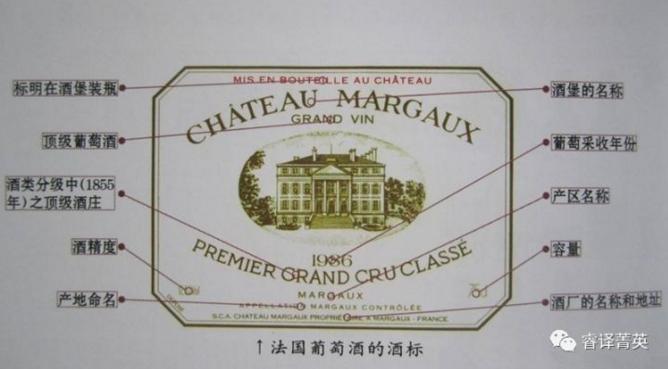 MIS EN BOUTEILLE AU CHÂTEAU
标明在酒堡装瓶
酒堡的名称
CHÂTEAU MARGAUX
GRAND VIN
顶级葡萄酒
葡萄采收年份
酒类分级中(1855
年)之顶级酒庄
产区名称
酒精度
容量
1986
PREMIER GRAND CRU CLASSÉ
MARGAUX
产地命名
酒厂的名称和地址
APPELLATION MARGAUX CONTRÔLÉE
S.C.A. CHATEAU MARGAUX PROPRIÉTAIRE A MARGAUX - FRANCE
↑法国葡萄酒的酒标
睿译菁英